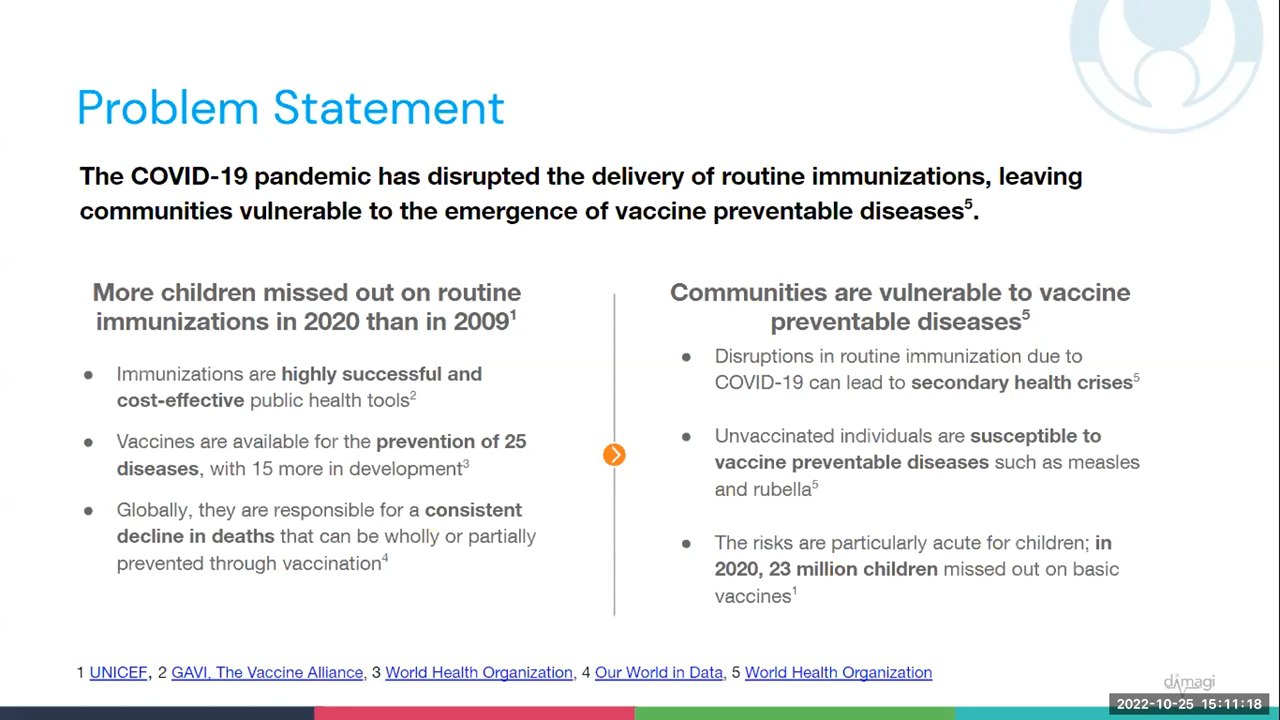 Problem Statement
The COVID-19 pandemic has disrupted the delivery of routine immunizations, leaving
communities vulnerable to the emergence of vaccine preventable diseases⁵.
More children missed out on routine
immunizations in 2020 than in 2009¹
● Immunizations are highly successful and
cost-effective public health tools²
● Vaccines are available for the prevention of 25
diseases, with 15 more in development³
● Globally, they are responsible for a consistent
decline in deaths that can be wholly or partially
prevented through vaccination⁴
Communities are vulnerable to vaccine
preventable diseases⁵
● Disruptions in routine immunization due to
COVID-19 can lead to secondary health crises⁵
● Unvaccinated individuals are susceptible to
vaccine preventable diseases such as measles
and rubella⁵
● The risks are particularly acute for children; in
2020, 23 million children missed out on basic
vaccines¹
1 UNICEF, 2 GAVI, The Vaccine Alliance, 3 World Health Organization, 4 Our World in Data, 5 World Health Organization
dimagi
2022-10-25 15:11:18